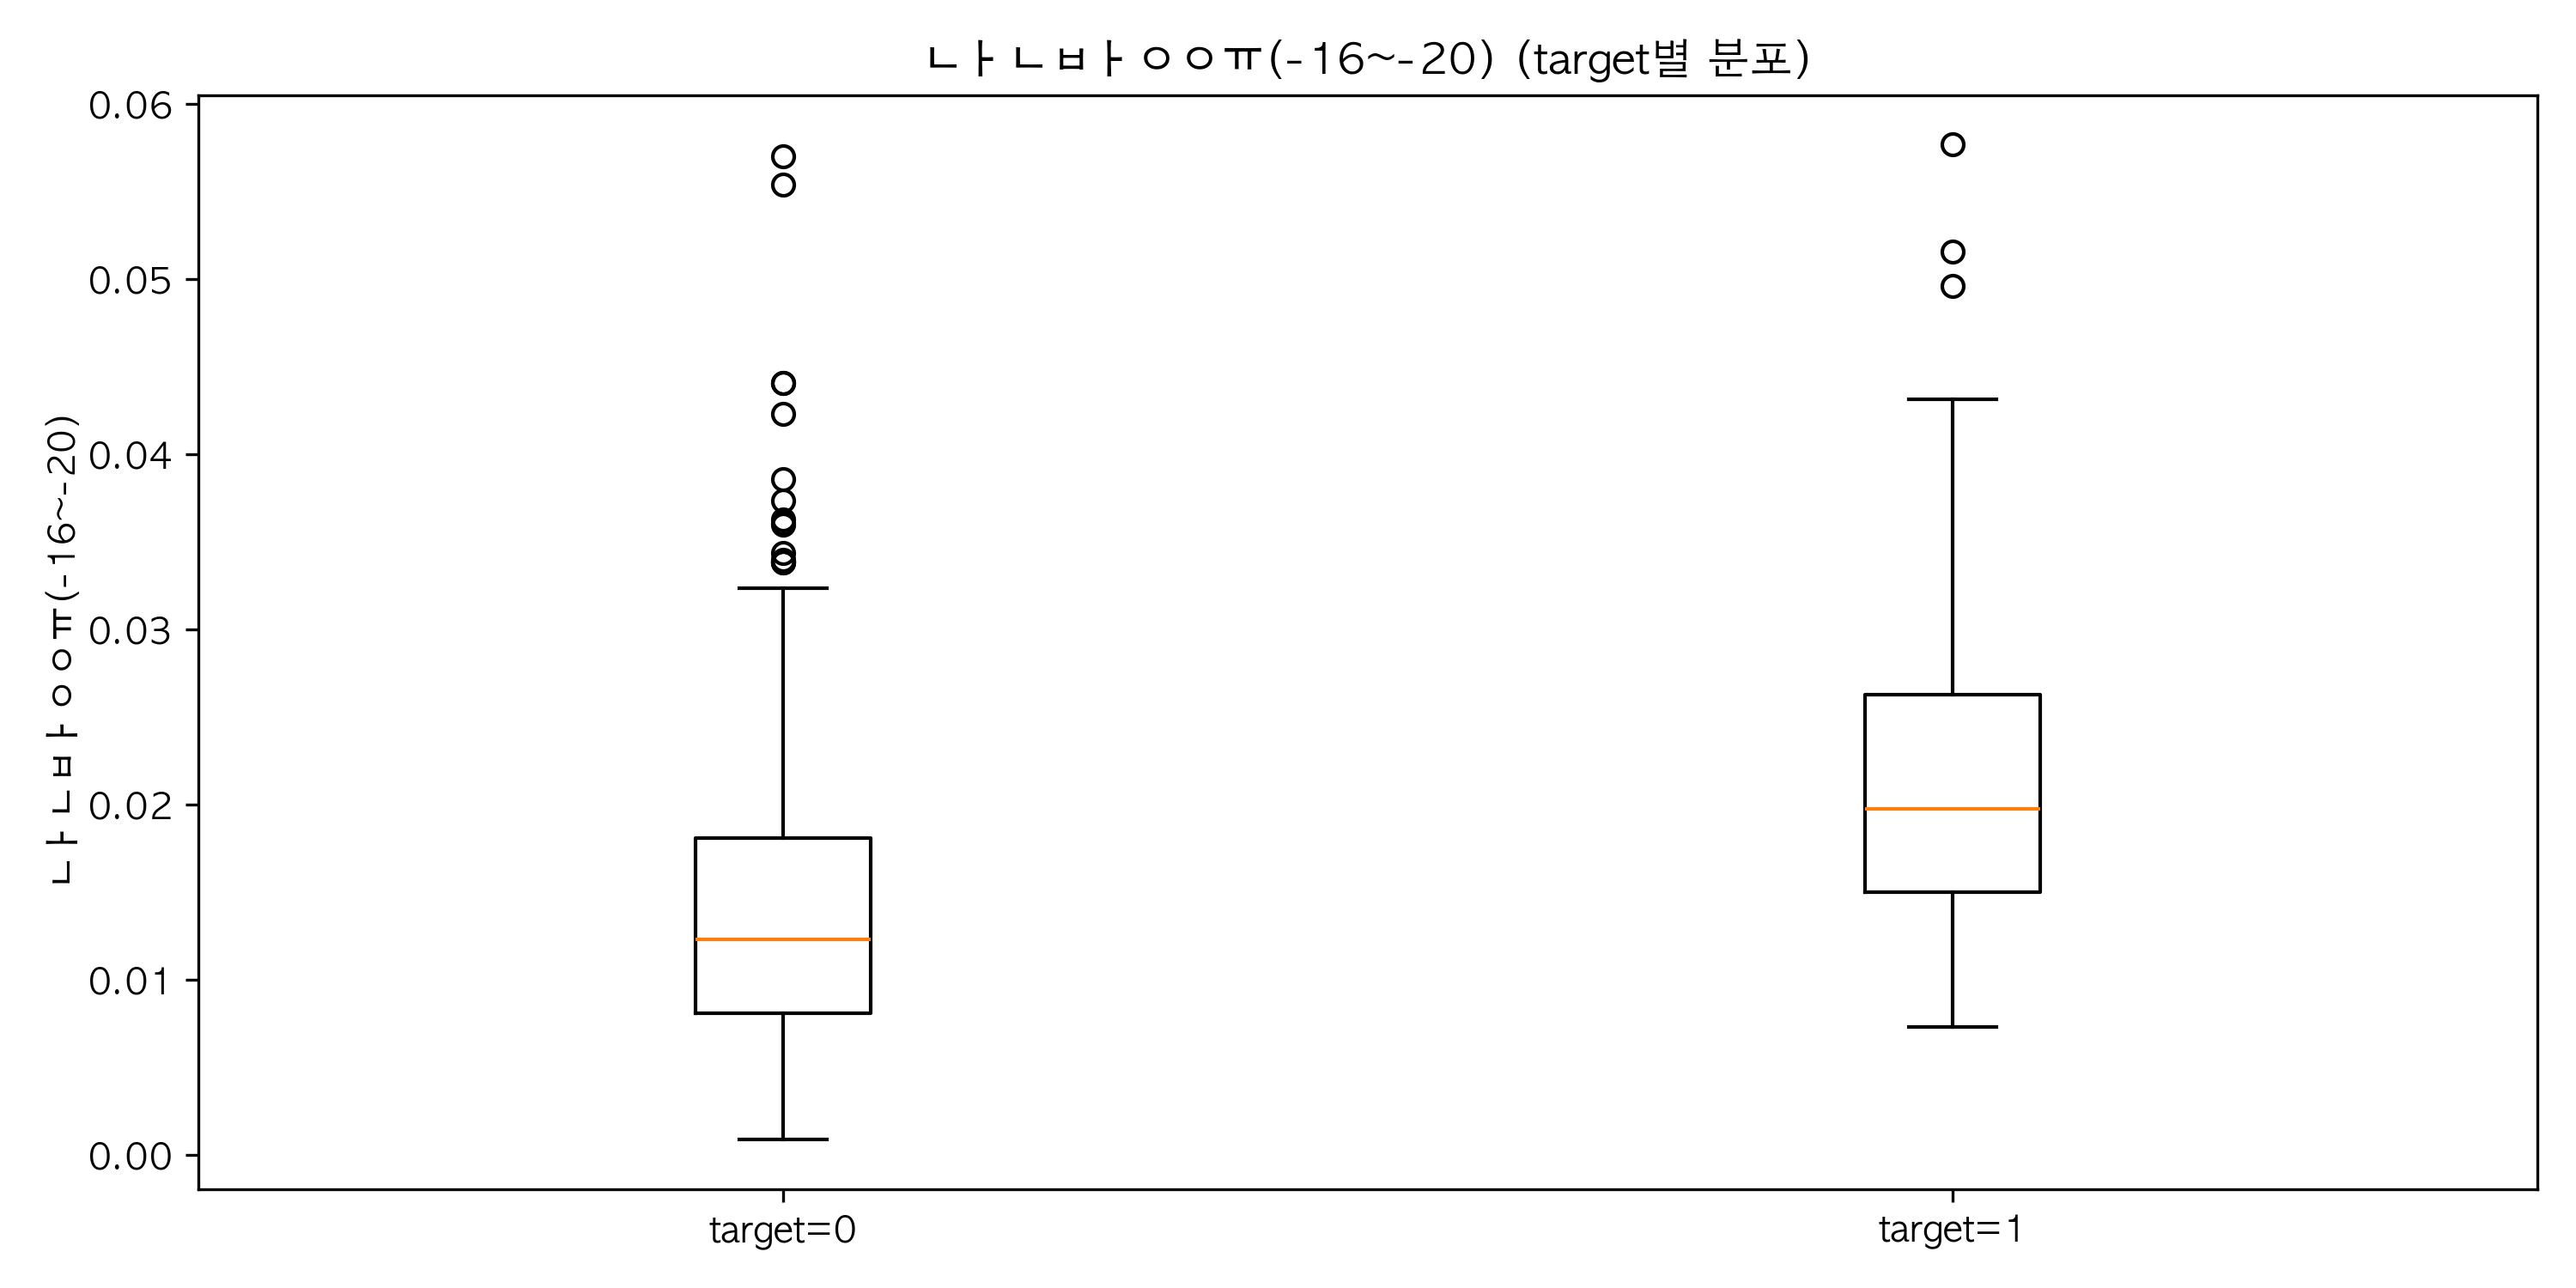 ㄴㅏㄴㅂㅏㅇㅇㅠ(-16~-20) (target별 분포)
ㄴㅏㄴㅂㅏㅇㅇㅠ(-16~-20)
0.06
0.05
0.04
0.03
0.02
0.01
0.00
target=0
target=1